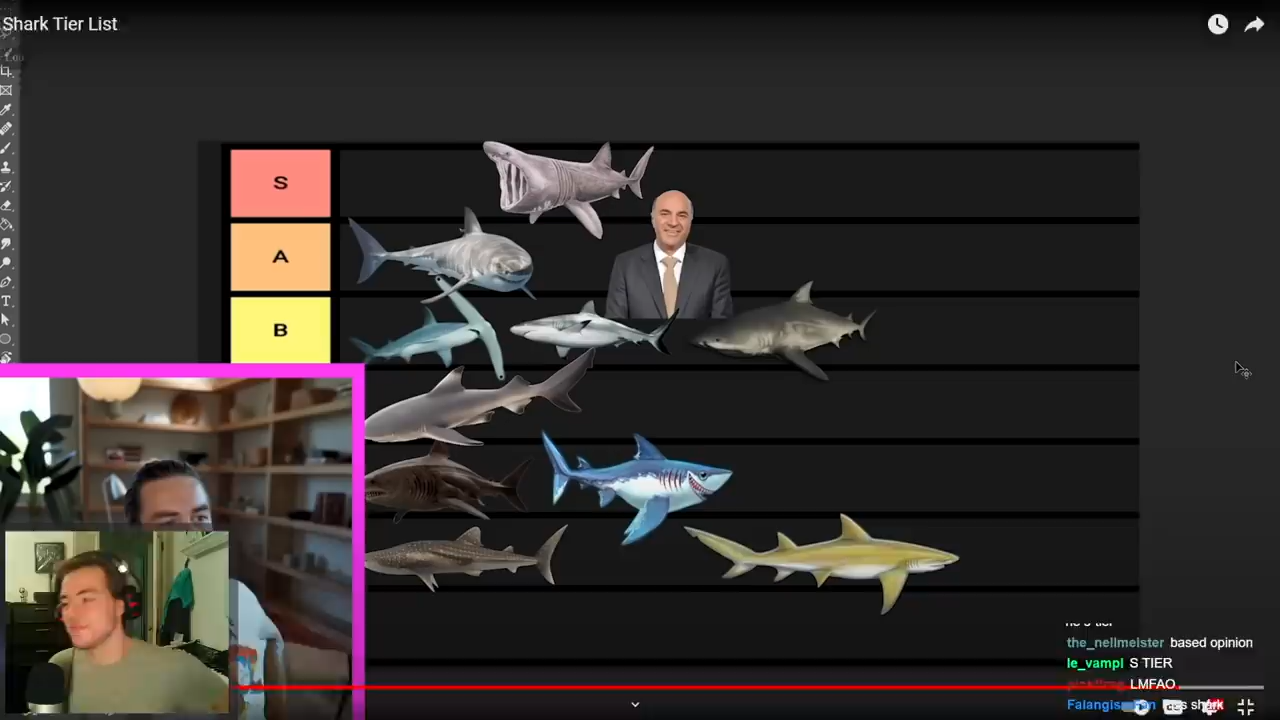 Shark Tier List
S
A
B
the_nellmeister based opinion
le_vampl S TIER
LMFAO